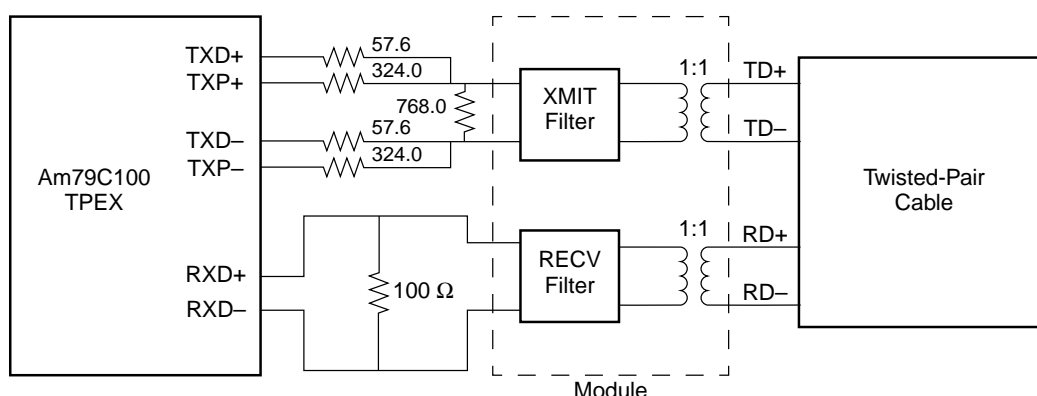 Am79C100
TPEX
TXD+
TXP+
TXD–
TXP–
RXD+
RXD–
57.6
324.0
768.0
57.6
324.0
100 Ω
XMIT
Filter
1:1
TD+
TD–
RECV
Filter
1:1
RD+
RD–
Module
Twisted-Pair
Cable